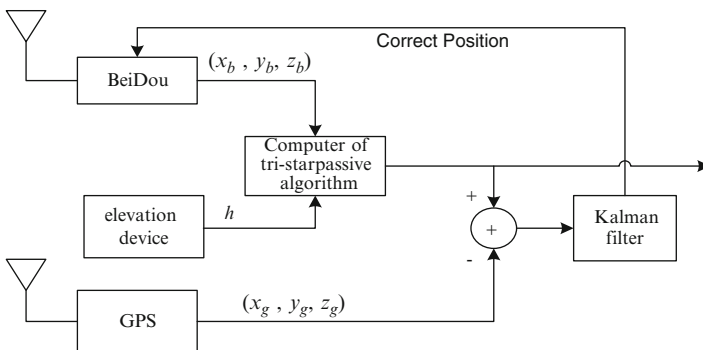 Correct Position
BeiDou
(x_b , y_b, z_b)
Computer of
tri-starpassive
algorithm
elevation
device
h
+
+
-
Kalman
filter
GPS
(x_g , y_g, z_g)